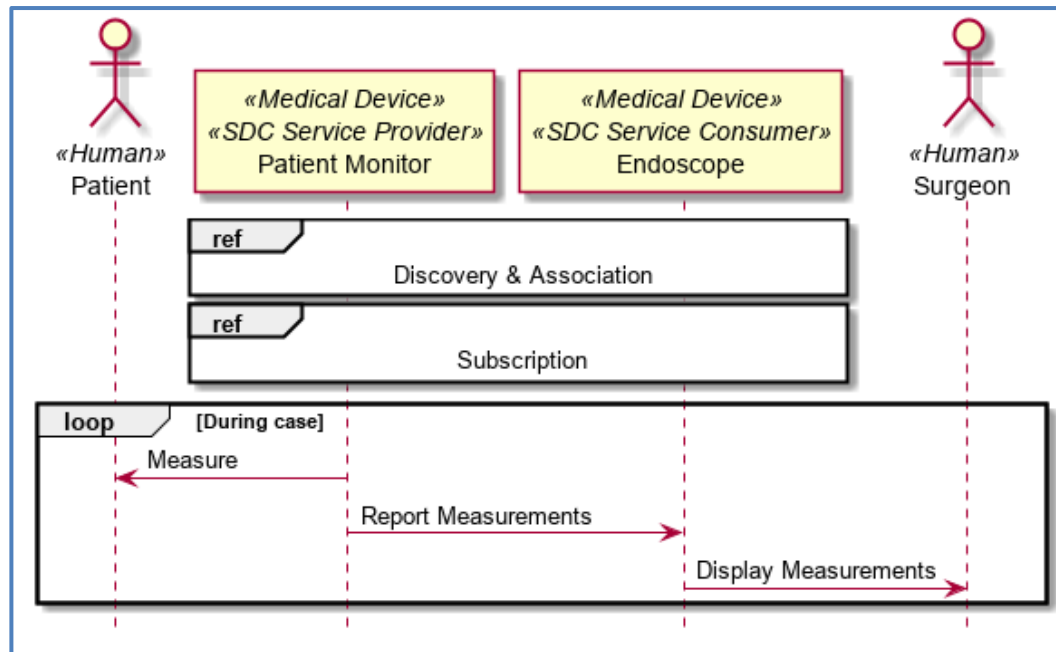 «Human»
Patient
«Medical Device»
«SDC Service Provider»
Patient Monitor
«Medical Device»
«SDC Service Consumer»
Endoscope
«Human»
Surgeon
ref
Discovery & Association
ref
Subscription
loop [During case]
Measure
Report Measurements
Display Measurements